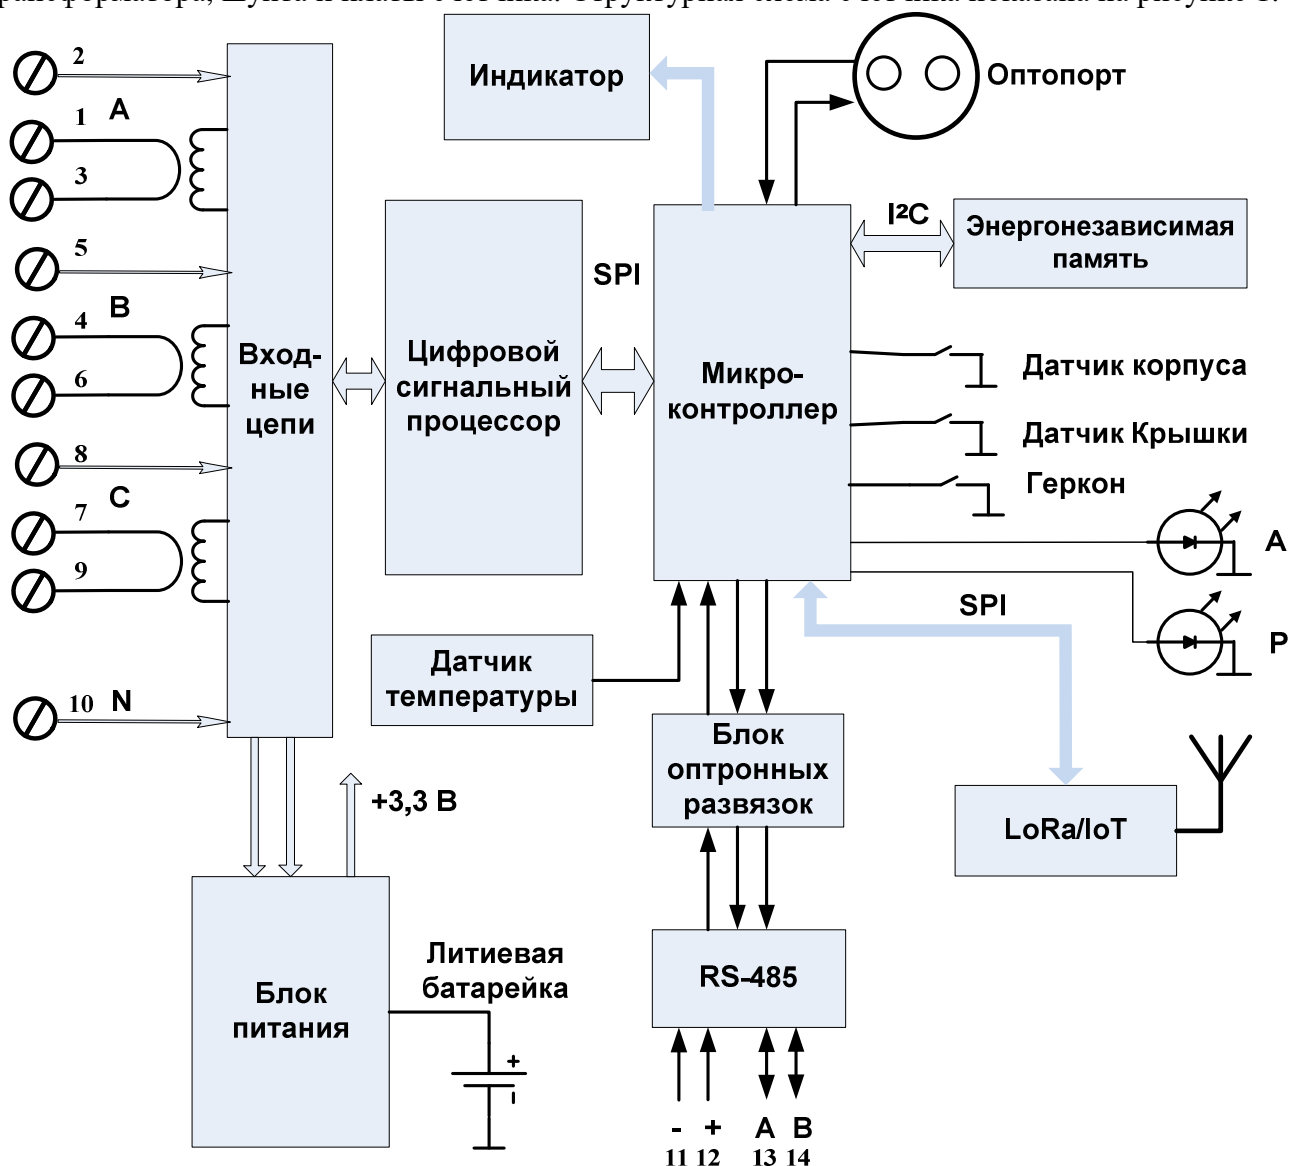 2
1
A
3
5
4
B
6
8
7
C
9
10
N
Вход-
ные
цепи
Индикатор
Оптопорт
Цифровой
сигнальный
процессор
SPI
Микро-
контроллер
I²C
Энергонезависимая
память
Датчик корпуса
Датчик Крышки
Геркон
A
P
SPI
Датчик
температуры
Блок
оптронных
развязок
LoRa/IoT
+3,3 В
Блок
питания
Литиевая
батарейка
+
-
RS-485
- + A B
11 12 13 14